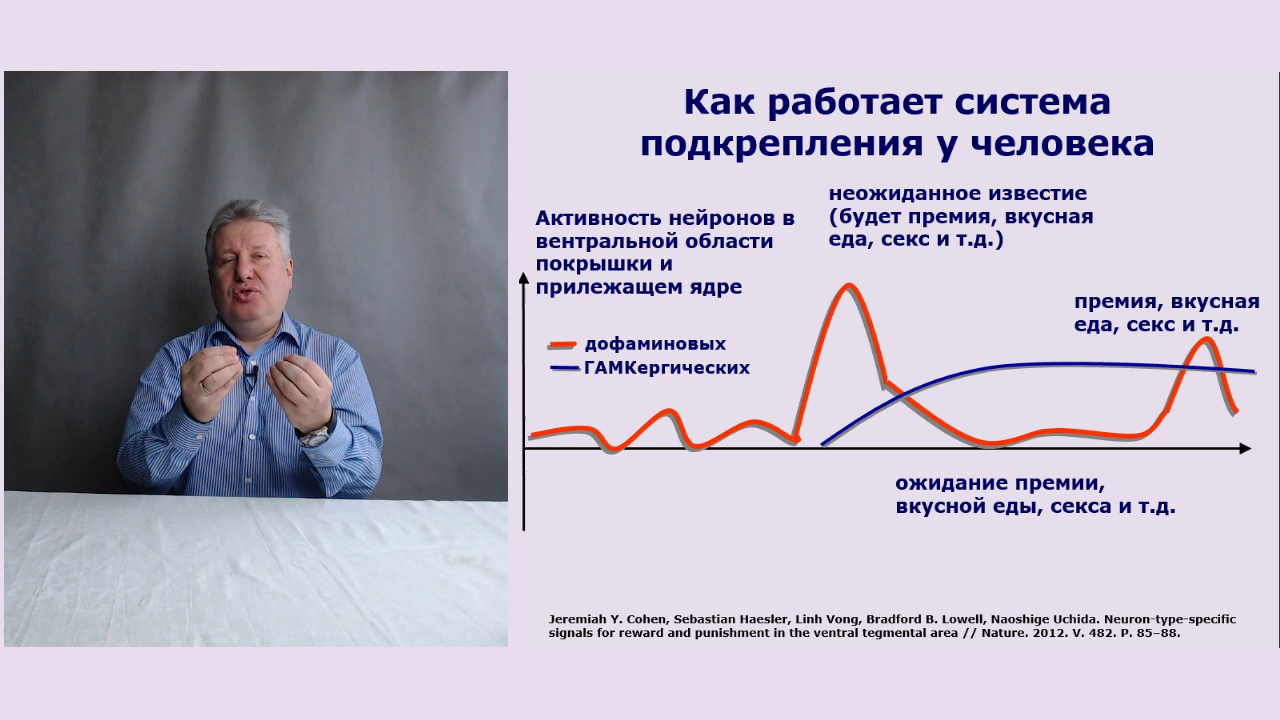 Как работает система
подкрепления у человека
неожиданное известие
(будет премия, вкусная
еда, секс и т.д.)
Активность нейронов в
вентральной области
покрышки и
прилежащем ядре
премия, вкусная
еда, секс и т.д.
дофаминовых
ГАМКергических
ожидание премии,
вкусной еды, секса и т.д.
Jeremiah Y. Cohen, Sebastian Haesler, Linh Vong, Bradford B. Lowell, Naoshige Uchida. Neuron-type-specific
signals for reward and punishment in the ventral tegmental area // Nature. 2012. V. 482. P. 85–88.